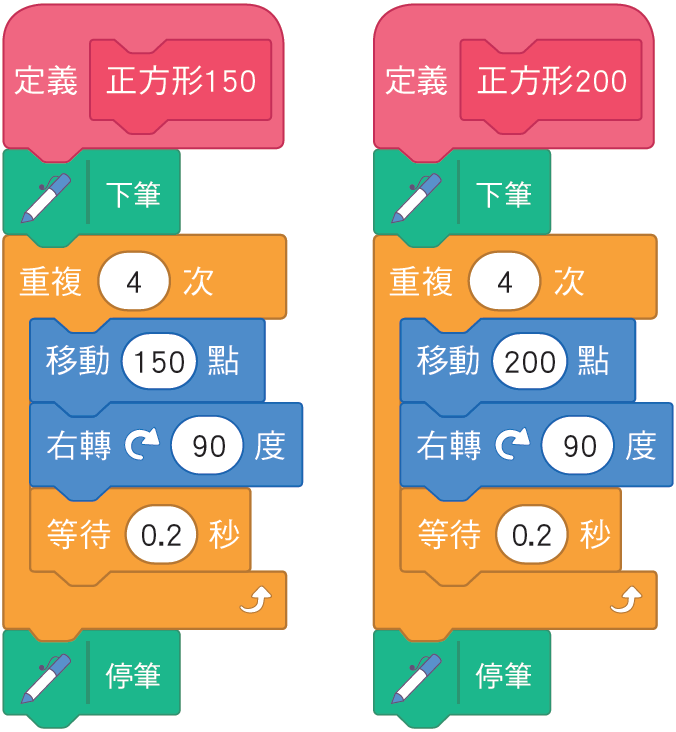 定義 正方形150
下筆
重複 4 次
移動 150 點
右轉 90 度
等待 0.2 秒
停筆
定義 正方形200
下筆
重複 4 次
移動 200 點
右轉 90 度
等待 0.2 秒
停筆